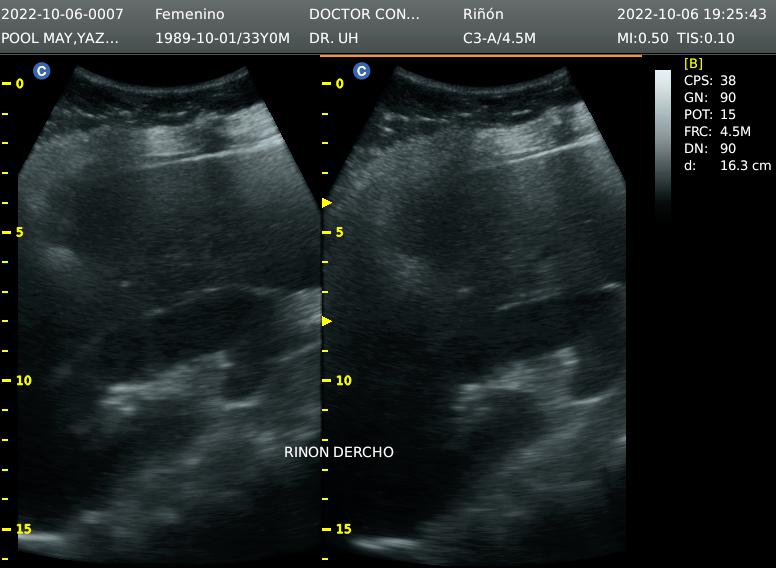 2022-10-06-0007 Femenino DOCTOR CON... Riñón 2022-10-06 19:25:43
POOL MAY,YAZ... 1989-10-01/33Y0M DR. UH C3-A/4.5M MI:0.50 TIS:0.10
C C
[B]
CPS: 38
GN: 90
POT: 15
FRC: 4.5M
DN: 90
d: 16.3 cm
0 0
5 5
10 10
RINON DERCHO
15 15